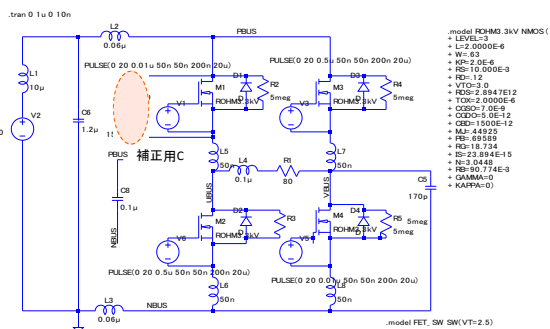 .tran 0 1u 0 10n
L2
PBUS
0.06µ
.model ROHM3.3kV NMOS (
+ LEVEL=3
+ L=2.0000E-6
+ W=.63
+ KP=2.0E-6
+ RS=10.000E-3
+ RD=.12
+ VTO=3.0
+ RDS=2.8947E12
+ TOX=2.0000E-6
+ CGSO=7.0E-9
+ CGDO=5.0E-12
+ CBD=1500E-12
+ MJ=.44925
+ PB=.69589
+ RG=18.734
+ IS=23.894E-15
+ N=3.0448
+ RB=90.774E-3
+ GAMMA=0
+ KAPPA=0)
PULSE(0 20 0.01u 50n 50n 200n 20u)
PULSE(0 20 0.5u 50n 50n 200n 20u)
L1
10µ
V2
C6
1.2µ
V1
M1
D1
R2
5meg
ROHM3.3kV
V3
M3
D3
R4
5meg
ROHM3.3kV
補正用C
PBUS
C8
0.1µ
NBUS
L5
50n
L4
0.1µ
R1
80
L7
50n
C5
170p
UBUS
VBUS
V6
M2
D2
D
R3
5meg
ROHM3.3kV
V5
M4
D4
D
R5
5meg
ROHM3.3kV
PULSE(0 20 0.5u 50n 50n 200n 20u)
PULSE(0 20 0.01u 50n 50n 200n 20u)
L6
50n
L8
50n
L3
0.06µ
NBUS
.model FET_SW SW(VT=2.5)